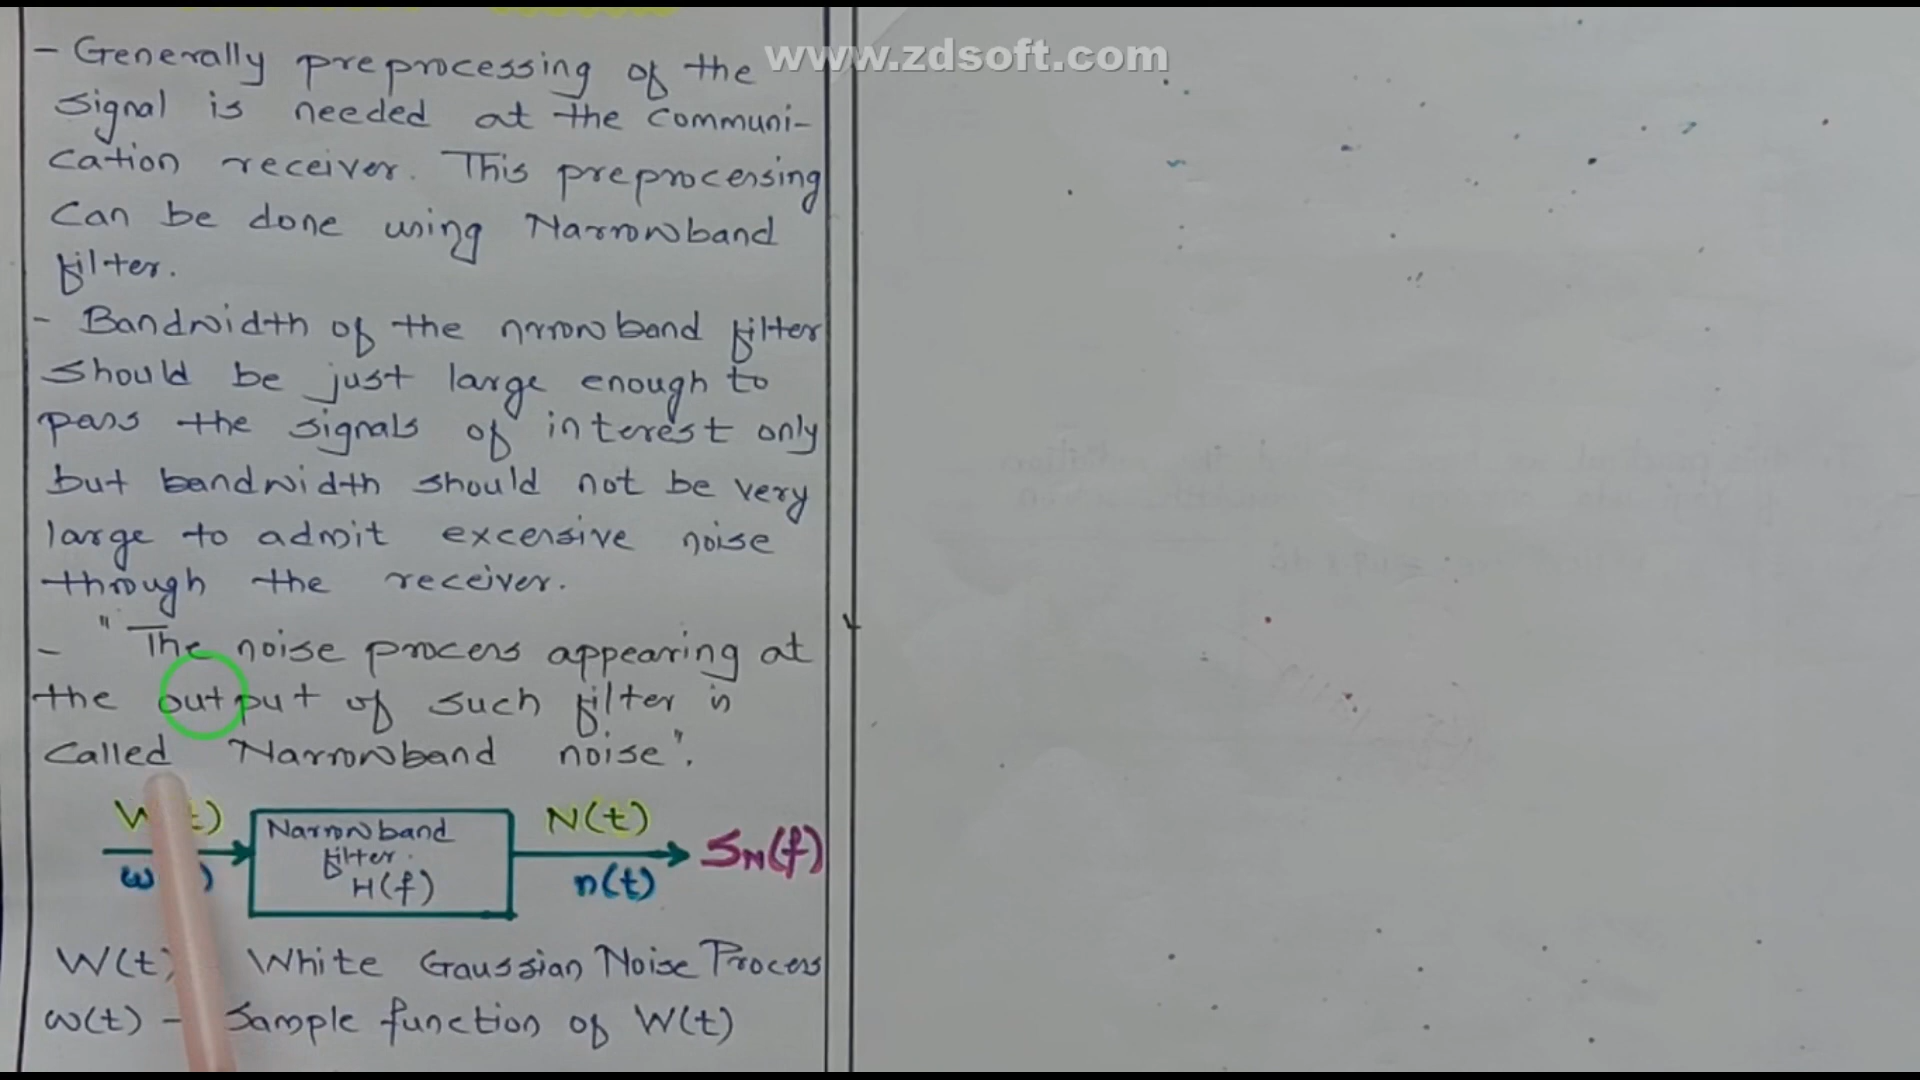 www.zdsoft.com
- Generally preprocessing of the
signal is needed at the communi-
cation receiver. This preprocessing
can be done using Narrowband
filter.
- Bandwidth of the nrrowband filter
should be just large enough to
pass the signals of interest only
but bandwidth should not be very
large to admit excessive noise
through the receiver.
- "The noise process appearing at
the output of such filter is
called Narrowband noise".
W(t) Narrowband N(t)
filter. SN(f)
H(f) n(t)
W(t) White Gaussian Noise Process
w(t) - Sample function of W(t)